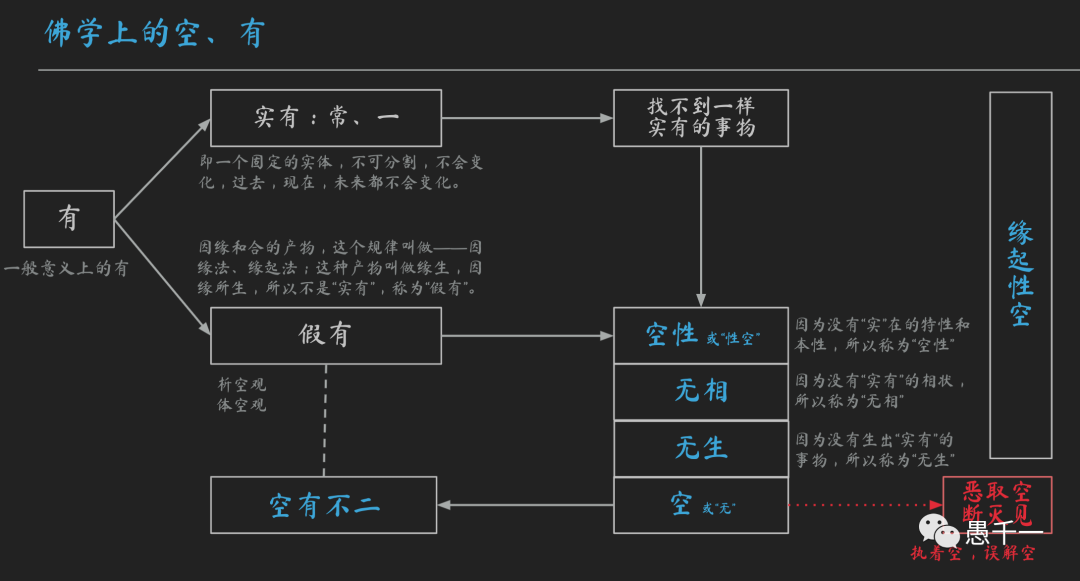 佛学上的空、有
实有：常、一
找不到一样
实有的事物
即一个固定的实体，不可分割，不会变
化，过去，现在，未来都不会变化。
有
一般意义上的有
因缘和合的产物，这个规律叫做——因
缘法、缘起法；这种产物叫做缘生，因
缘所生，所以不是“实有”，称为“假有”。
假有
析空观
体空观
空性 或“性空”
因为没有“实”在的特性和
本性，所以称为“空性”
无相
因为没有“实有”的相状，
所以称为“无相”
无生
因为没有生出“实有”的
事物，所以称为“无生”
空 或“无”
空有不二
缘起性空
恶取空
断灭见
执着空，误解空
愚千一